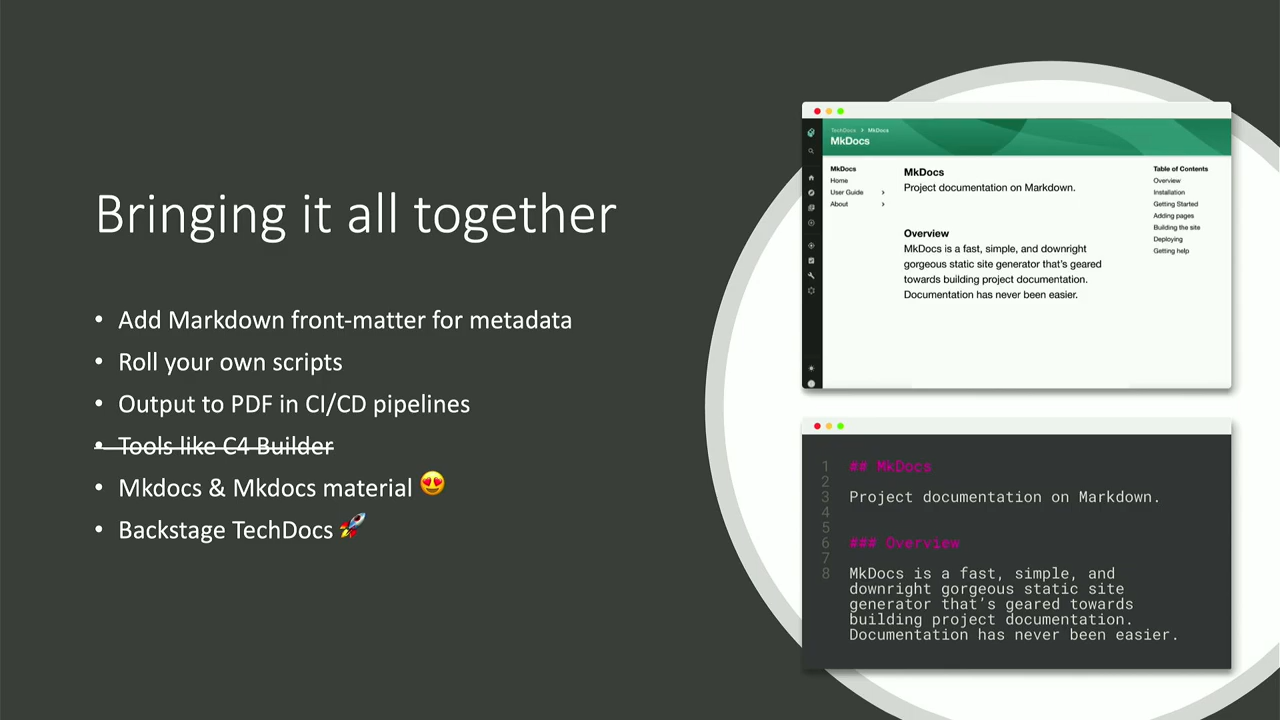 Bringing it all together
• Add Markdown front-matter for metadata
• Roll your own scripts
• Output to PDF in CI/CD pipelines
• Tools like C4 Builder
• Mkdocs & Mkdocs material 😍
• Backstage TechDocs 🚀
TechDocs > MkDocs
MkDocs
MkDocs
Home
User Guide >
About >
MkDocs
Project documentation on Markdown.
Overview
MkDocs is a fast, simple, and downright
gorgeous static site generator that's geared
towards building project documentation.
Documentation has never been easier.
Table of Contents
Overview
Installation
Getting Started
Adding pages
Building the site
Deploying
Getting help
1 ## MkDocs
2
3 Project documentation on Markdown.
4
5
6 ### Overview
7
8 MkDocs is a fast, simple, and
downright gorgeous static site
generator that's geared towards
building project documentation.
Documentation has never been easier.